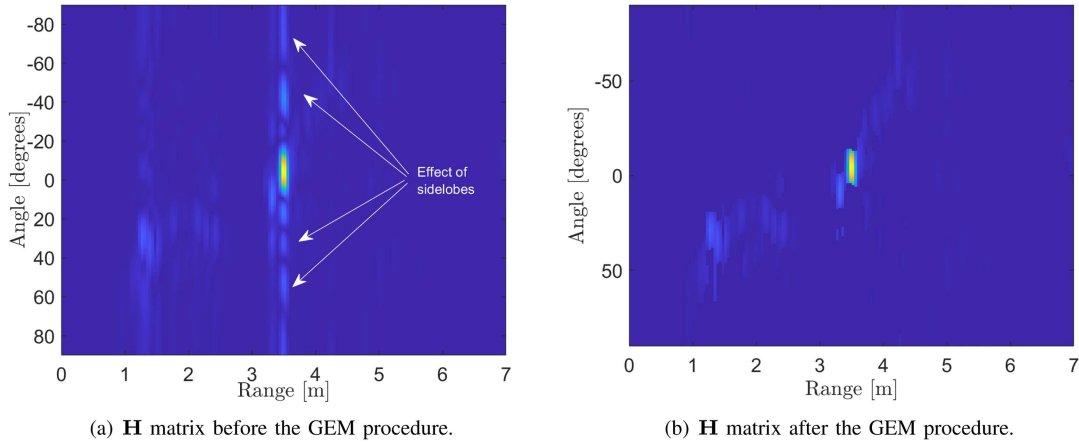 -80
-60
-40
-20
0
20
40
60
80
Angle [degrees]
Effect of
sidelobes
0 1 2 3 4 5 6 7
Range [m]
(a) H matrix before the GEM procedure.
-50
0
50
Angle [degrees]
0 1 2 3 4 5 6 7
Range [m]
(b) H matrix after the GEM procedure.